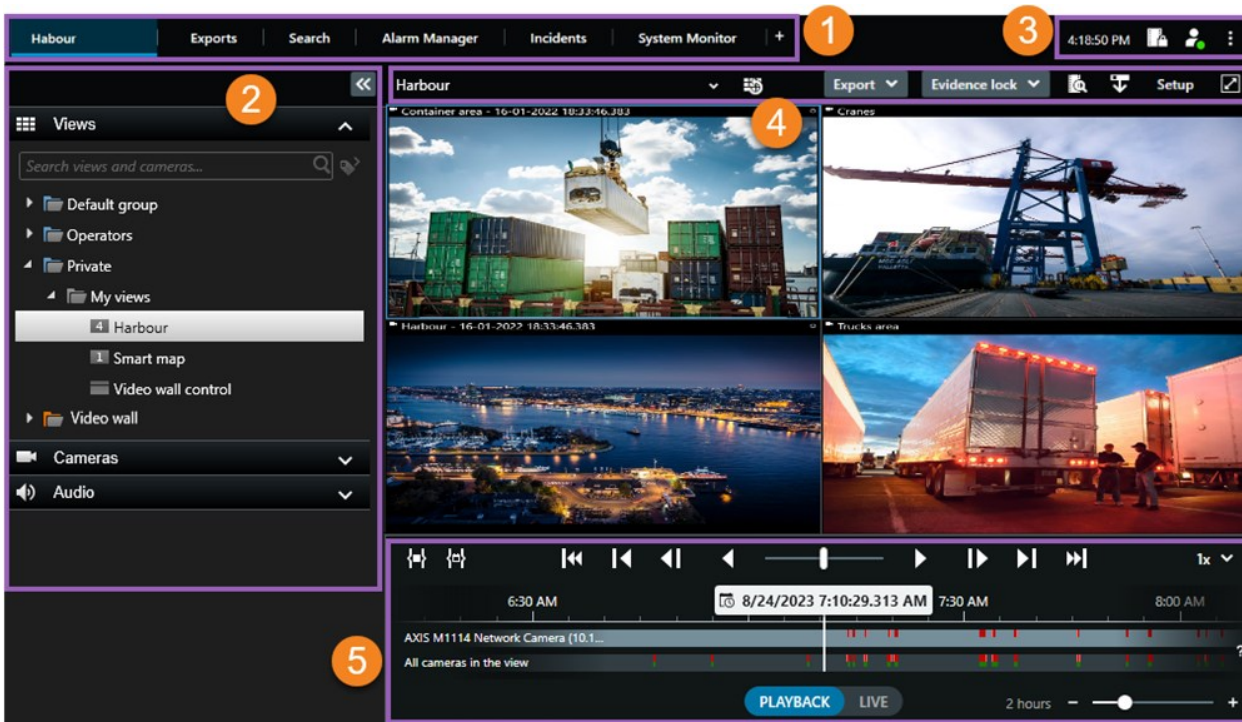 Habour Exports Search Alarm Manager Incidents System Monitor + 1 3 4:18:50 PM
2
Harbour Export Evidence lock Setup
4
Views
Search views and cameras...
Default group
Operators
Private
My views
4 Harbour
1 Smart map
Video wall control
Video wall
Cameras
Audio
Container area - 16-01-2022 18:33:46.383
Cranes
Harbour - 16-01-2022 18:33:46.383
Trucks area
5
1x
6:30 AM 8/24/2023 7:10:29.313 AM 7:30 AM 8:00 AM
AXIS M1114 Network Camera (10.1...
All cameras in the view
?
PLAYBACK LIVE 2 hours - +